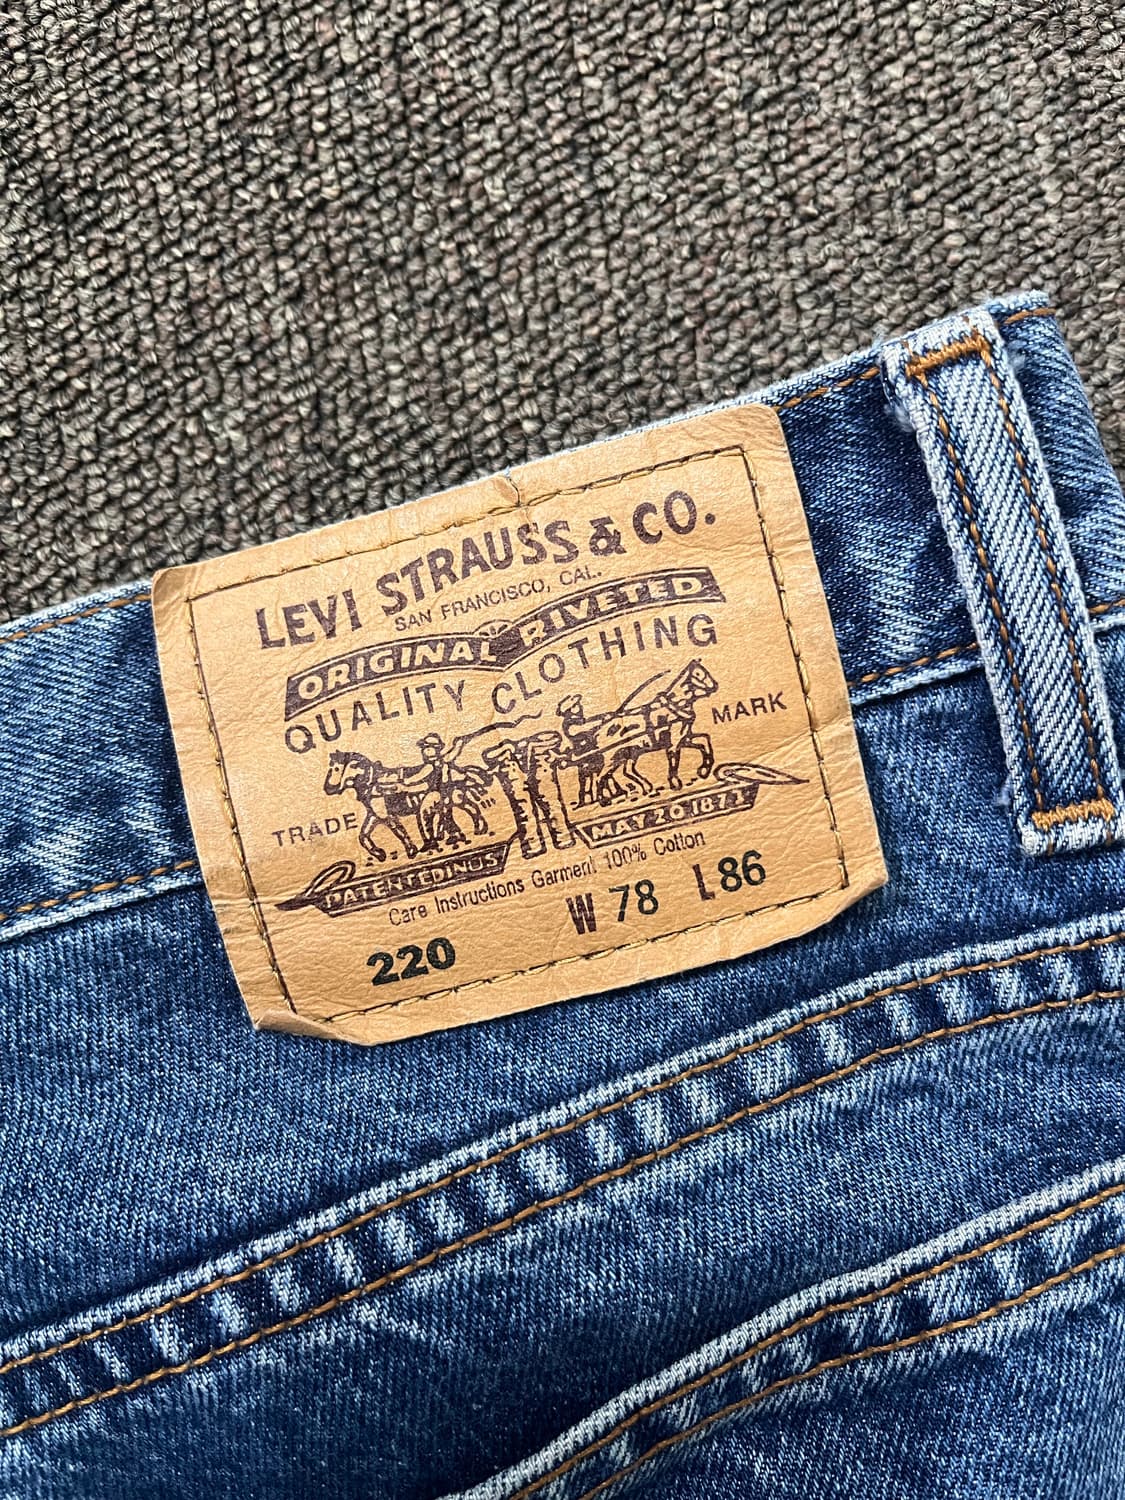 LEVI STRAUSS & CO.
SAN FRANCISCO, CAL.
ORIGINAL RIVETED
QUALITY CLOTHING
TRADE MARK
PATENTED IN U.S. MAY 20 1873
Care Instructions Garment 100% Cotton
220 W 78 L 86